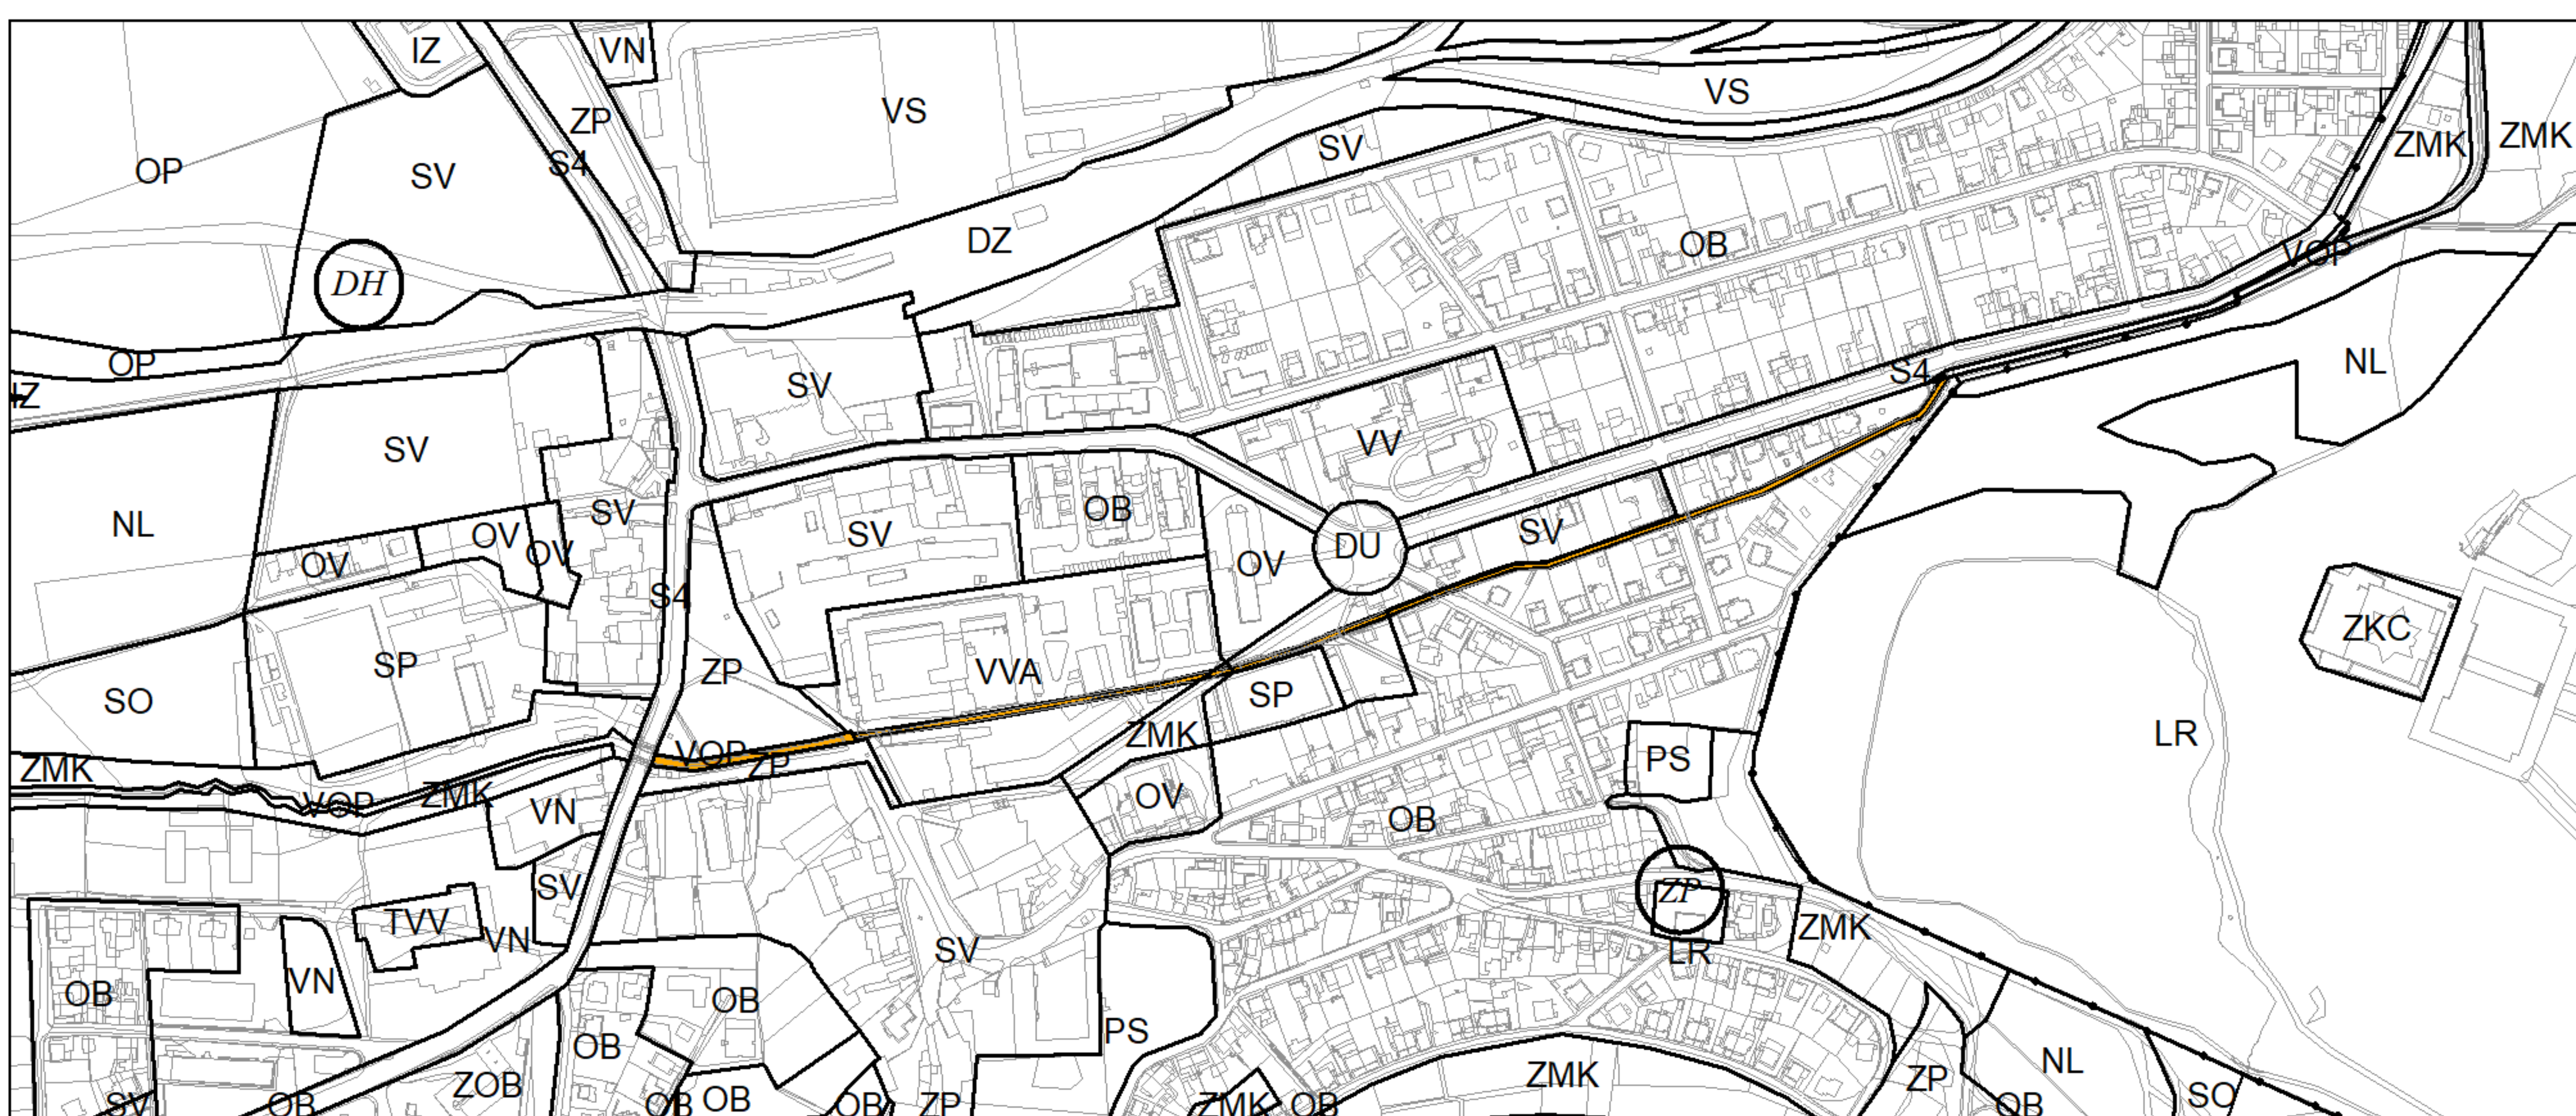 IZ
VN
VS
VS
ZP
S4
SV
OP
SV
ZMK
ZMK
DZ
OB
VOP
DH
OP
IZ
SV
S4
NL
SV
VV
NL
SV
OV
OV
OV
SV
OB
OV
DU
SV
S4
SP
ZP
VVA
SP
ZKC
SO
ZMK
VOP
ZP
ZMK
PS
LR
ZMK
VOP
VN
OV
OB
SV
TVV
VN
ZP
LR
ZMK
SV
VN
OB
OB
OB
PS
ZOB
ZMK
NL
ZP
SO
SV
OB
OB
OB
OB
ZP
ZMK
OB
OB